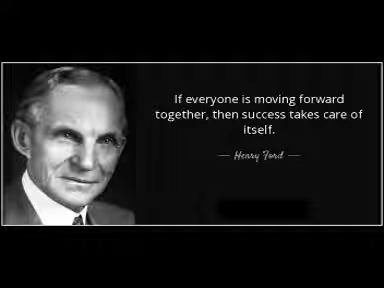 If everyone is moving forward
together, then success takes care of
itself.
— Henry Ford —